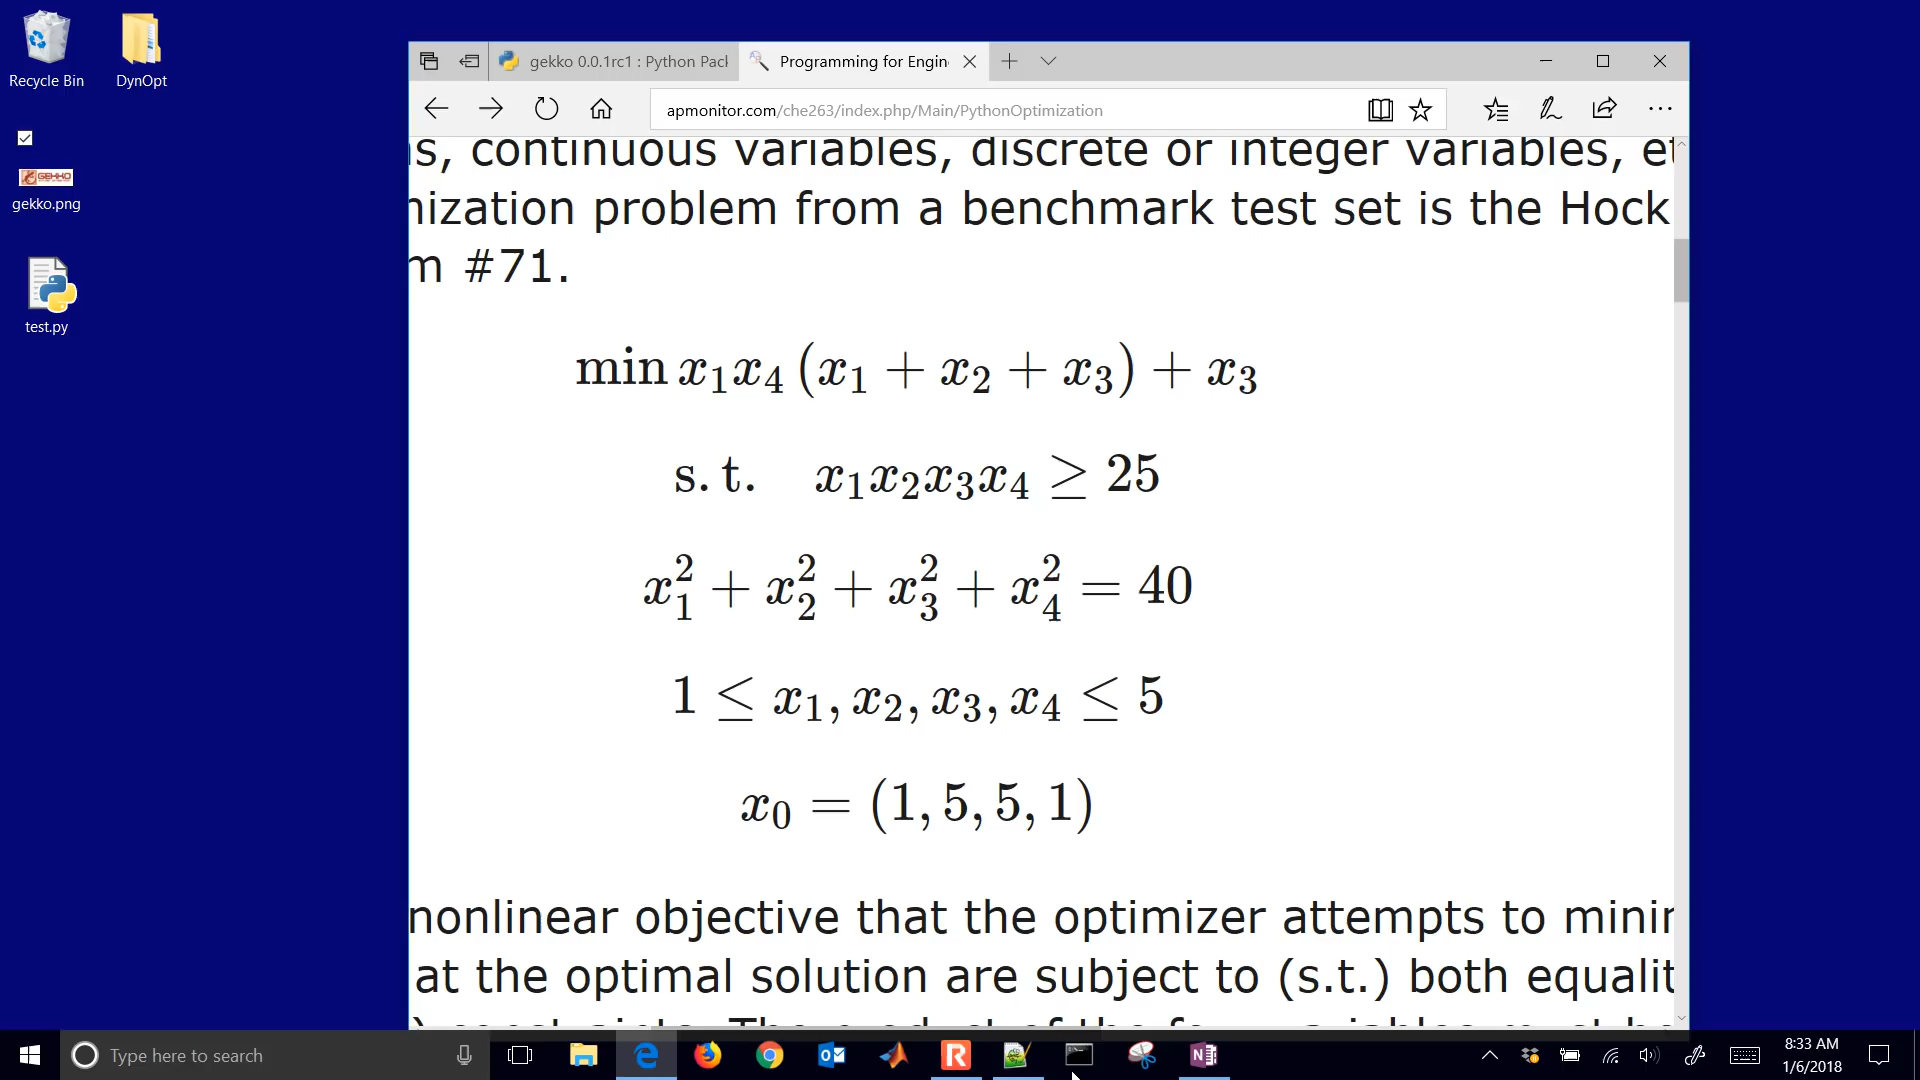 Recycle Bin
DynOpt
GEKKO
gekko.png
test.py
gekko 0.0.1rc1 : Python Pack
Programming for Engin
apmonitor.com/che263/index.php/Main/PythonOptimization
s, continuous variables, discrete or integer variables, et
nization problem from a benchmark test set is the Hock
m #71.
min x₁x₄ (x₁ + x₂ + x₃) + x₃
s. t. x₁x₂x₃x₄ ≥ 25
x₁² + x₂² + x₃² + x₄² = 40
1 ≤ x₁, x₂, x₃, x₄ ≤ 5
x₀ = (1, 5, 5, 1)
nonlinear objective that the optimizer attempts to minin
at the optimal solution are subject to (s.t.) both equalit
Type here to search
8:33 AM
1/6/2018